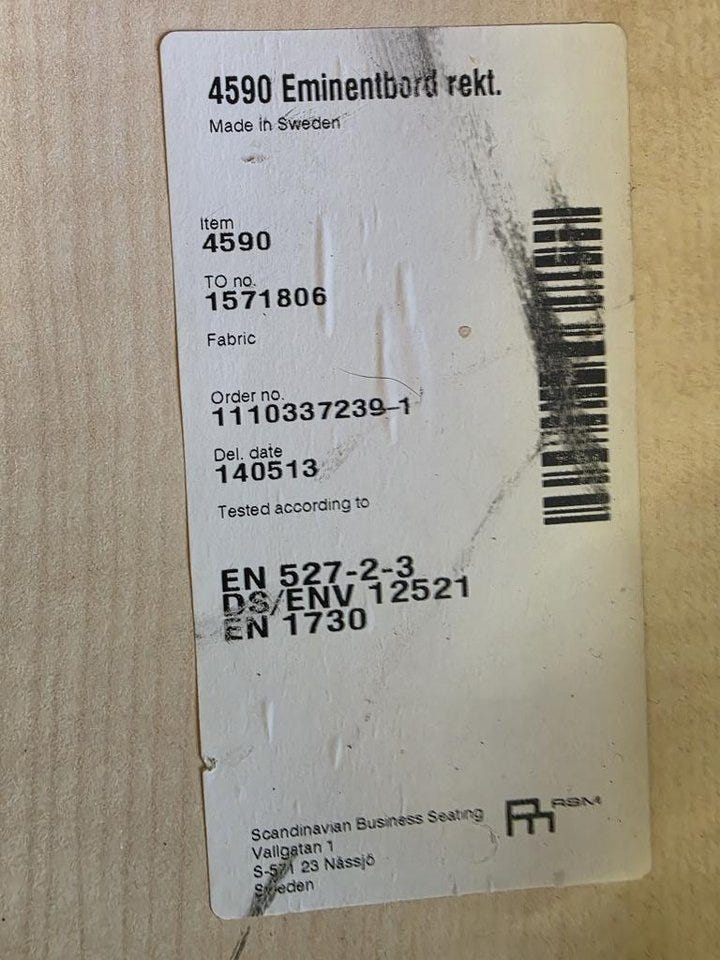 4590 Eminentbord rekt.
Made in Sweden
Item
4590
TO no.
1571806
Fabric
Order no.
1110337239-1
Del. date
140513
Tested according to
EN 527-2-3
DS/ENV 12521
EN 1730
Scandinavian Business Seating
Vallgatan 1
S-571 23 Nässjö
Sweden
RBM